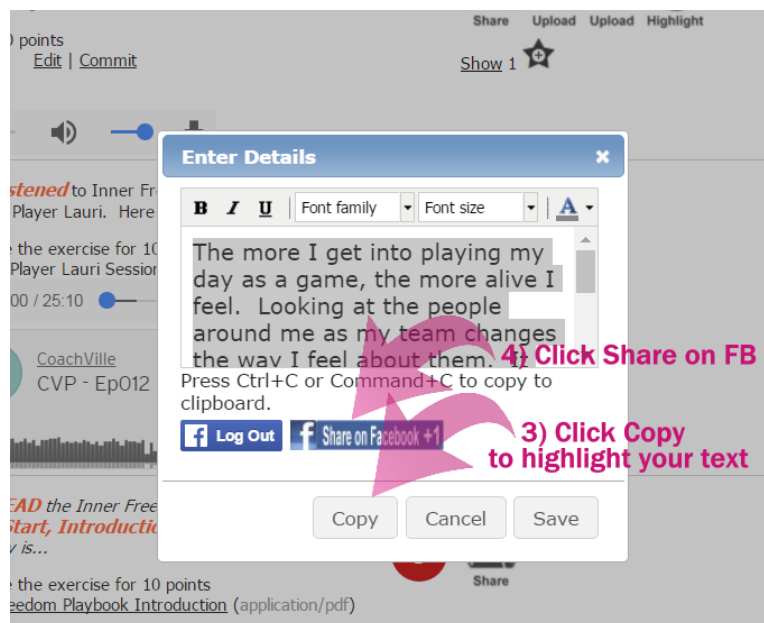 Share Upload Upload Highlight
points
Edit | Commit
Show 1
Enter Details
stened to Inner Fr
Player Lauri. Here
B I U Font family Font size A
the exercise for 10
Player Lauri Session
00 / 25:10
The more I get into playing my
day as a game, the more alive I
feel. Looking at the people
around me as my team changes
the way I feel about them. It
4) Click Share on FB
Press Ctrl+C or Command+C to copy to
clipboard.
CoachVille
CVP - Ep012
f Log Out
f Share on Facebook +1
3) Click Copy
to highlight your text
EAD the Inner Free
Start, Introductio
y is...
Copy Cancel Save
the exercise for 10 points
eedom Playbook Introduction (application/pdf)
Share